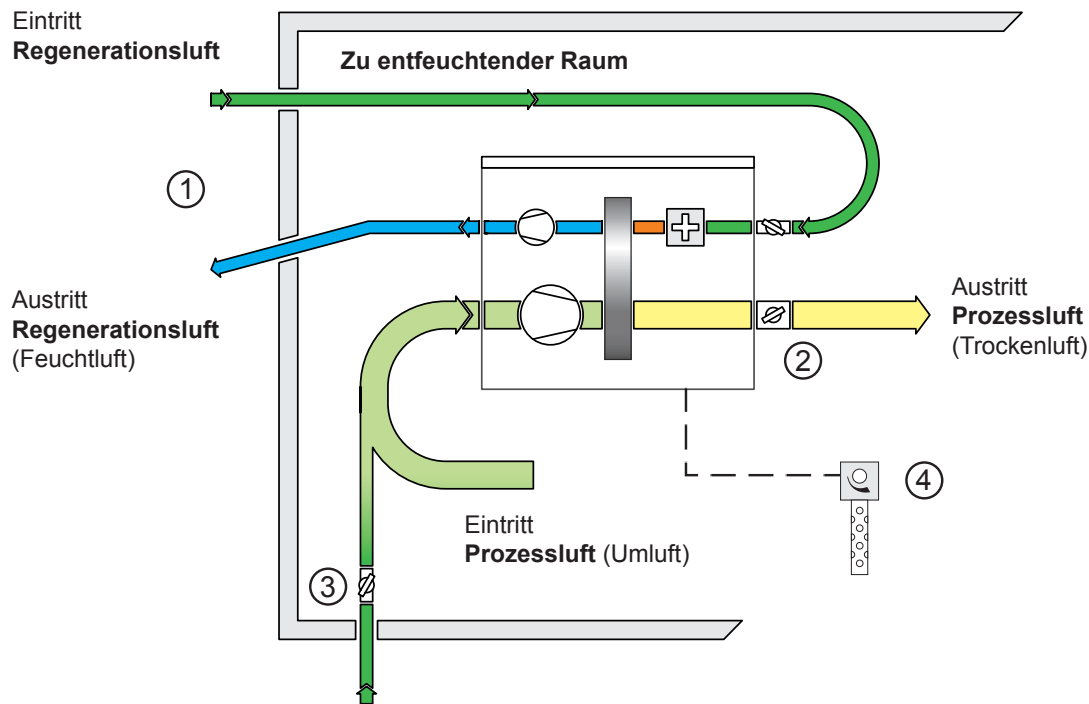 Eintritt
Regenerationsluft
Zu entfeuchtender Raum
1
Austritt
Regenerationsluft
(Feuchtluft)
Austritt
Prozessluft
(Trockenluft)
2
4
Eintritt
Prozessluft (Umluft)
3